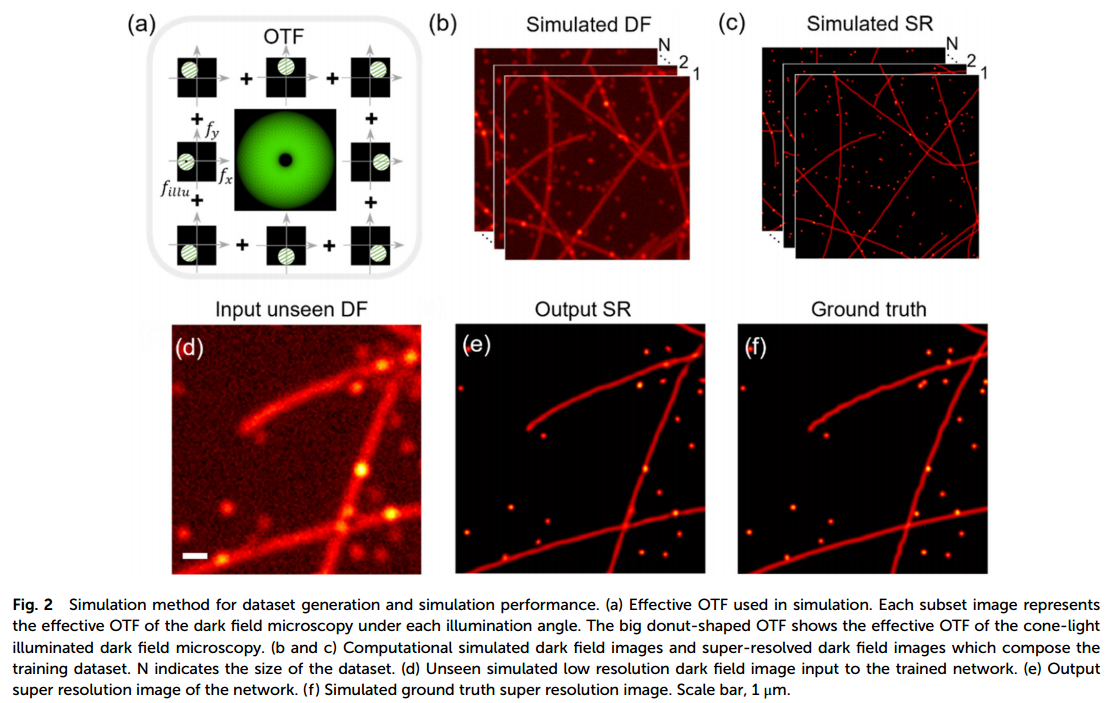 (a)
OTF
+ +
+ +
f_y
f_x
f_illu
+ +
+ +
(b) Simulated DF
N
2
1
(c) Simulated SR
N
2
1
Input unseen DF
(d)
Output SR
(e)
Ground truth
(f)
Fig. 2 Simulation method for dataset generation and simulation performance. (a) Effective OTF used in simulation. Each subset image represents
the effective OTF of the dark field microscopy under each illumination angle. The big donut-shaped OTF shows the effective OTF of the cone-light
illuminated dark field microscopy. (b and c) Computational simulated dark field images and super-resolved dark field images which compose the
training dataset. N indicates the size of the dataset. (d) Unseen simulated low resolution dark field image input to the trained network. (e) Output
super resolution image of the network. (f) Simulated ground truth super resolution image. Scale bar, 1 μm.